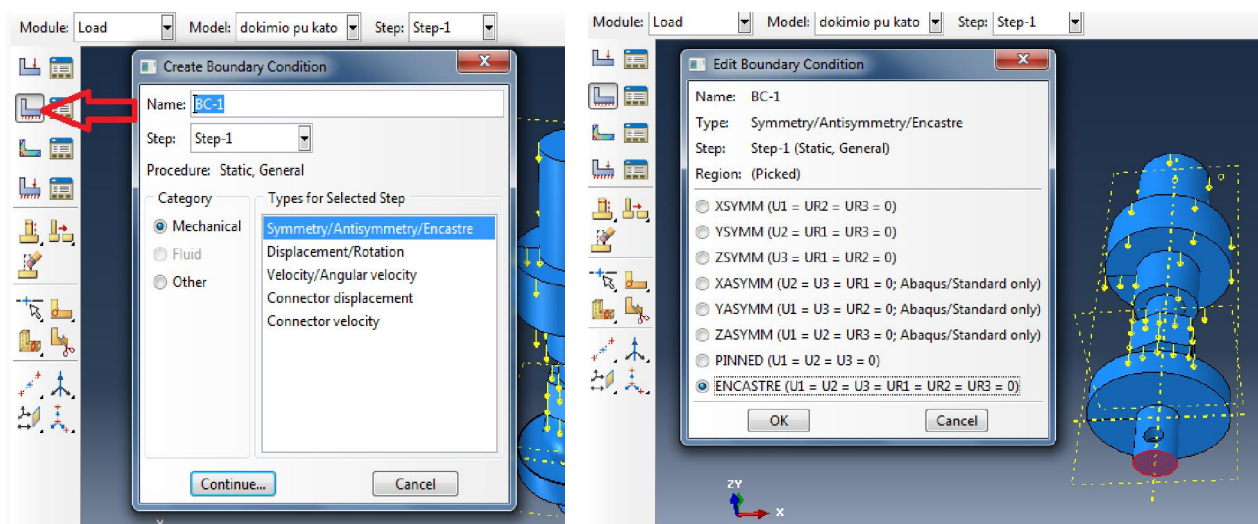 Module: Load Model: dokimio pu kato Step: Step-1
Create Boundary Condition
Name: BC-1
Step: Step-1
Procedure: Static, General
Category
Mechanical
Fluid
Other
Types for Selected Step
Symmetry/Antisymmetry/Encastre
Displacement/Rotation
Velocity/Angular velocity
Connector displacement
Connector velocity
Continue... Cancel
X
Module: Load Model: dokimio pu kato Step: Step-1
Edit Boundary Condition
Name: BC-1
Type: Symmetry/Antisymmetry/Encastre
Step: Step-1 (Static, General)
Region: (Picked)
XSYMM (U1 = UR2 = UR3 = 0)
YSYMM (U2 = UR1 = UR3 = 0)
ZSYMM (U3 = UR1 = UR2 = 0)
XASYMM (U2 = U3 = UR1 = 0; Abaqus/Standard only)
YASYMM (U1 = U3 = UR2 = 0; Abaqus/Standard only)
ZASYMM (U1 = U2 = UR3 = 0; Abaqus/Standard only)
PINNED (U1 = U2 = U3 = 0)
ENCASTRE (U1 = U2 = U3 = UR1 = UR2 = UR3 = 0)
OK Cancel
ZY
X